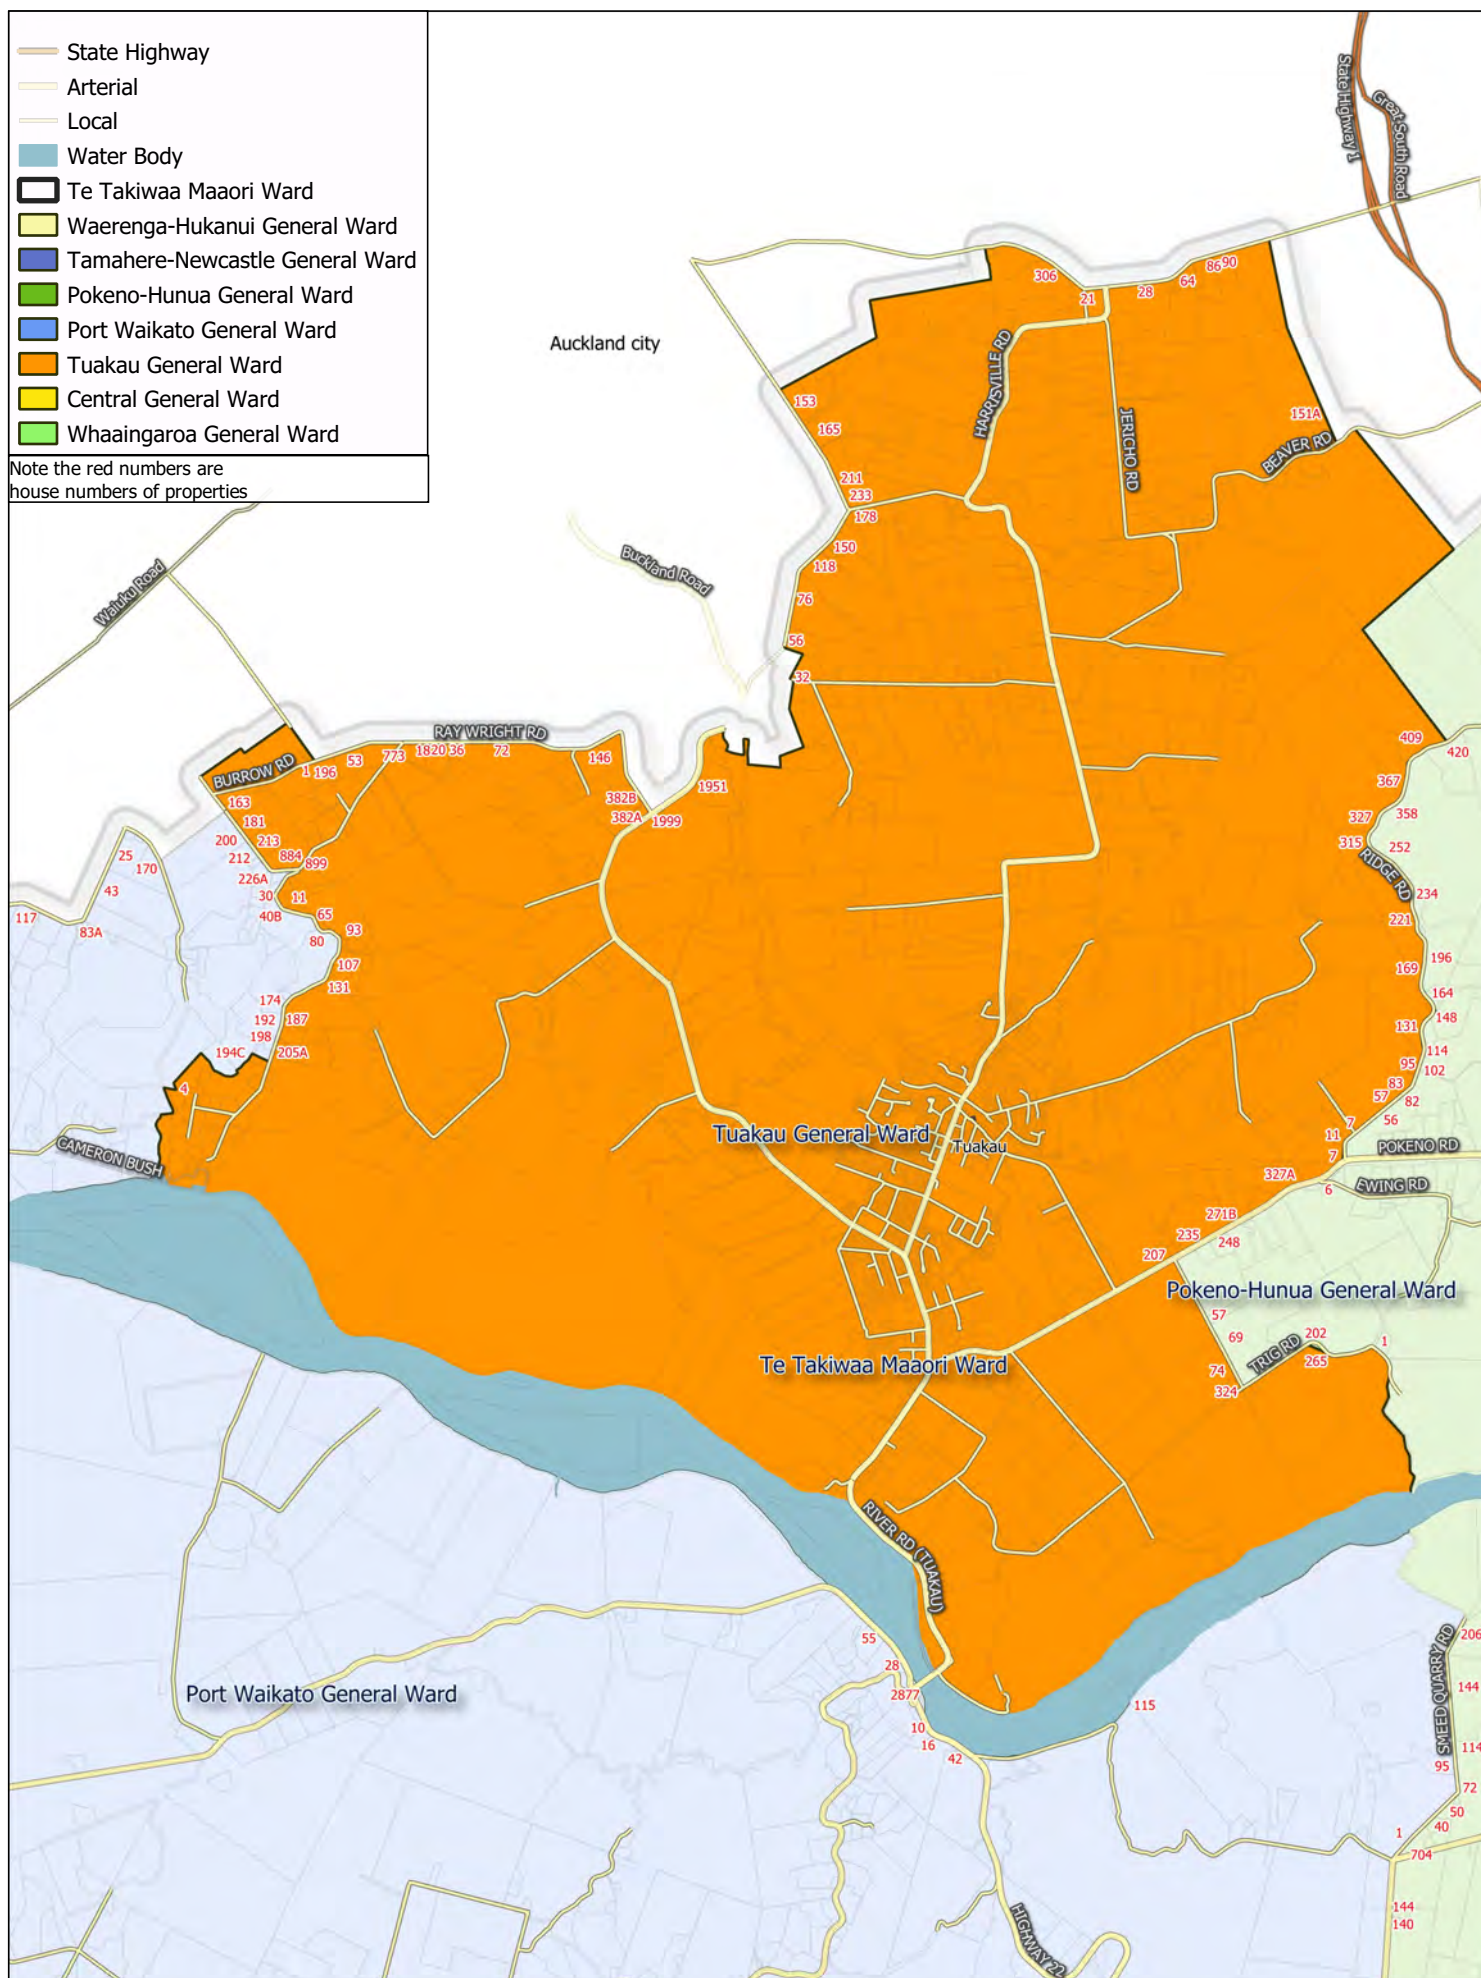 State Highway
Arterial
Local
Water Body
Te Takiwaa Maaori Ward
Waerenga-Hukanui General Ward
Tamahere-Newcastle General Ward
Pokeno-Hunua General Ward
Port Waikato General Ward
Tuakau General Ward
Central General Ward
Whaaingaroa General Ward
Note the red numbers are
house numbers of properties
State Highway 1
Great South Road
Auckland city
306
21
28
64
86
90
HARRISVILLE RD
JERICHO RD
151A
BEAVER RD
153
165
211
233
178
150
118
76
56
32
Buckland Road
Waiuku Road
RAY WRIGHT RD
BURROW RD
1
196
53
773
18
20
36
72
146
382B
382A
1999
1951
163
181
213
200
212
884
899
226A
30
11
40B
65
80
93
107
131
174
192
187
198
194C
205A
4
25
170
43
117
83A
CAMERON BUSH
409
420
367
358
327
315
252
RIDGE RD
234
221
196
169
164
148
131
114
95
102
83
57
82
56
7
11
7
POKENO RD
327A
6
EWING RD
271B
235
248
207
Tuakau General Ward
Tuakau
Pokeno-Hunua General Ward
57
69
202
1
TRIG RD
265
74
324
Te Takiwaa Maaori Ward
RIVER RD (TUAKAU)
55
28
2877
10
16
42
115
Port Waikato General Ward
SMEED QUARRY RD
206
144
114
95
72
50
40
1
704
144
140
HIGHWAY 22